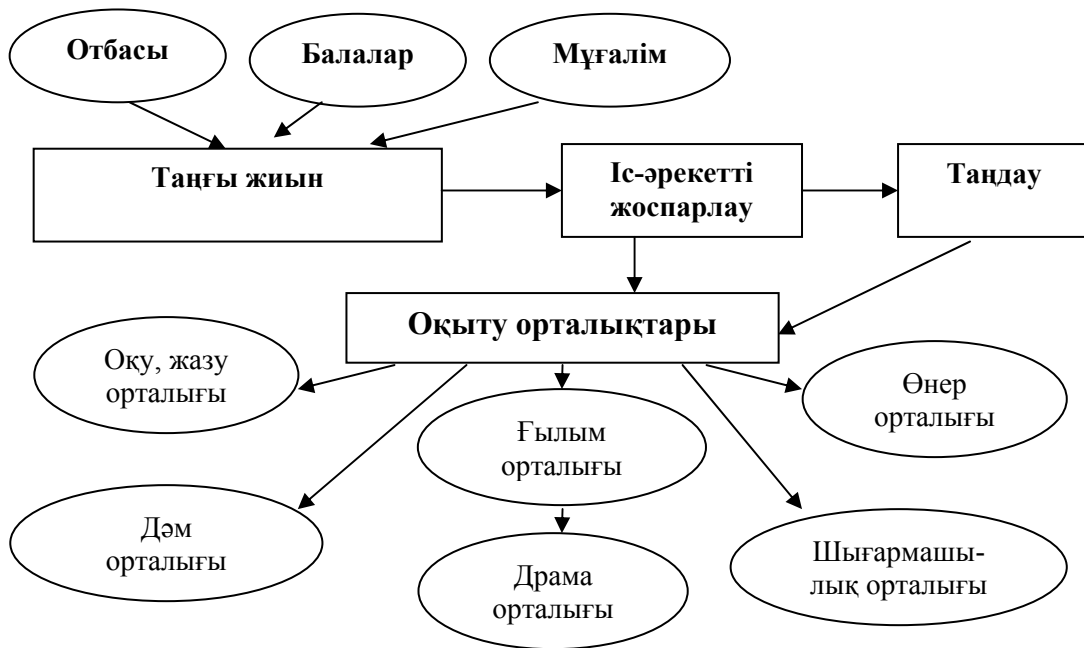 Отбасы
Балалар
Мұғалім
Таңғы жиын
Іс-әрекетті
жоспарлау
Таңдау
Оқыту орталықтары
Оқу, жазу
орталығы
Өнер
орталығы
Ғылым
орталығы
Дәм
орталығы
Драма
орталығы
Шығармашы-
лық орталығы